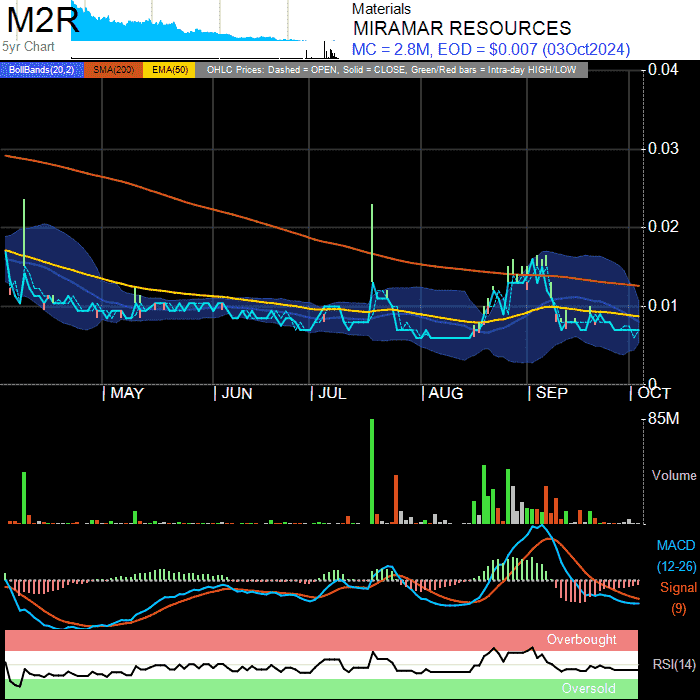 M2R
5yr Chart
Materials
MIRAMAR RESOURCES
MC = 2.8M, EOD = $0.007 (03Oct2024)
BollBands(20,2) SMA(200) EMA(50) OHLC Prices: Dashed = OPEN, Solid = CLOSE, Green/Red bars = Intra-day HIGH/LOW
0.04
0.03
0.02
0.01
0
| MAY | JUN | JUL | AUG | SEP | OCT
85M
Volume
MACD
(12-26)
Signal
(9)
Overbought
RSI(14)
Oversold